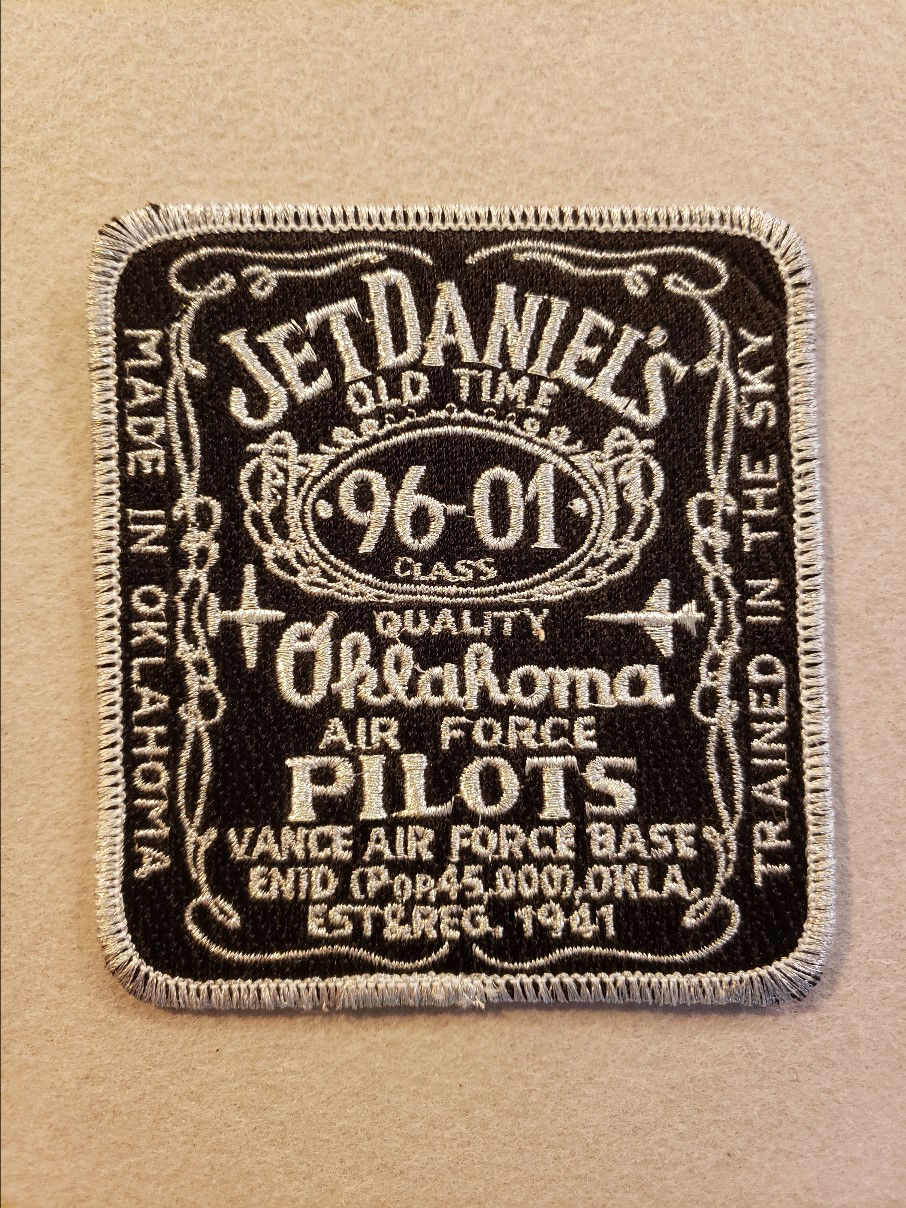 JETDANIEL'S
OLD TIME
·96-01·
CLASS
QUALITY
Oklahoma
AIR FORCE
PILOTS
VANCE AIR FORCE BASE
ENID (POP.45,000),OKLA.
EST&REG. 1941
MADE IN OKLAHOMA
TRAINED IN THE SKY